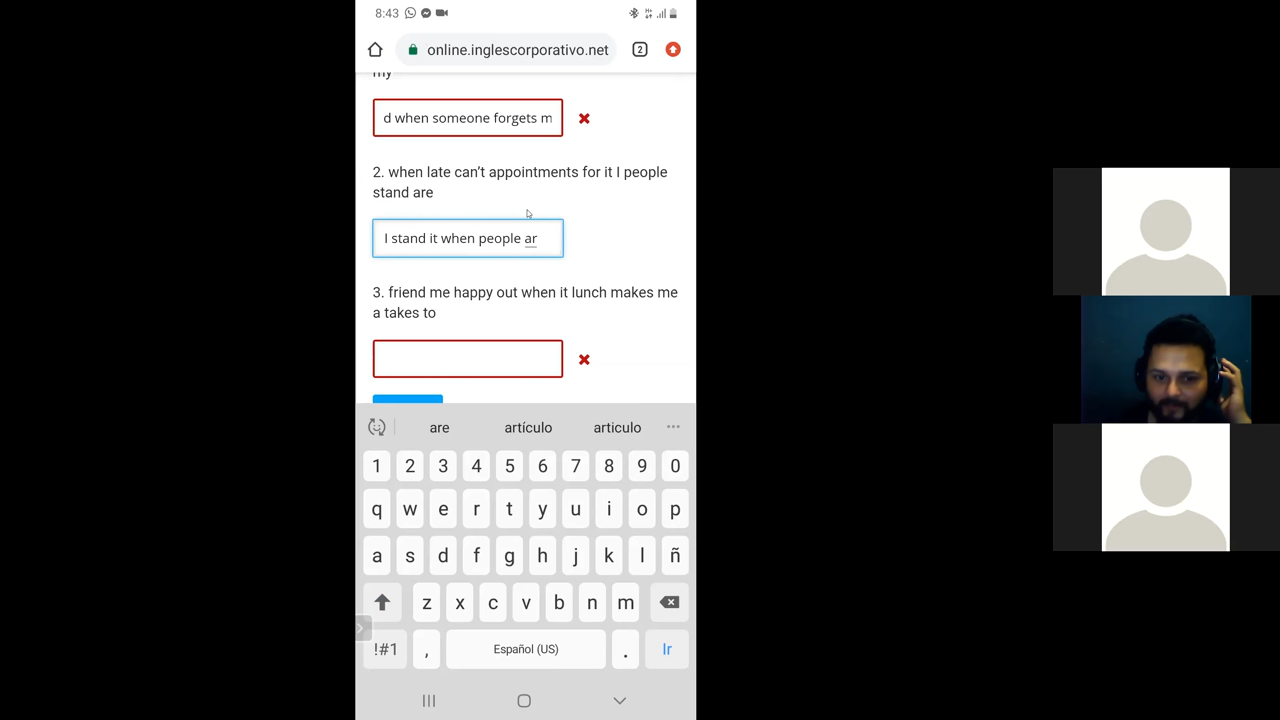 8:43
online.inglescorporativo.net
2
my
d when someone forgets m
2. when late can't appointments for it I people
stand are
I stand it when people ar
3. friend me happy out when it lunch makes me
a takes to
are artículo articulo ...
1 2 3 4 5 6 7 8 9 0
q w e r t y u i o p
a s d f g h j k l ñ
z x c v b n m
!#1 , Español (US) . Ir